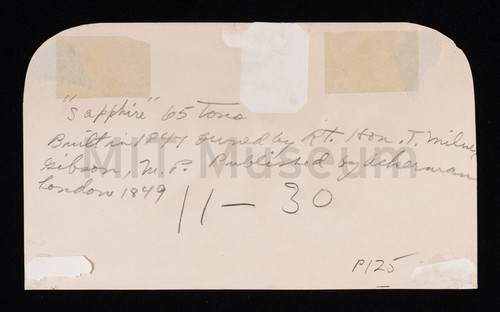 "Sapphire" 65 Tons
Built in 1847 owned by Rt. Hon. T. Milner
Gibson, M.P. Published by Ackerman
London 1849
11 — 30
P125
MIT Museum